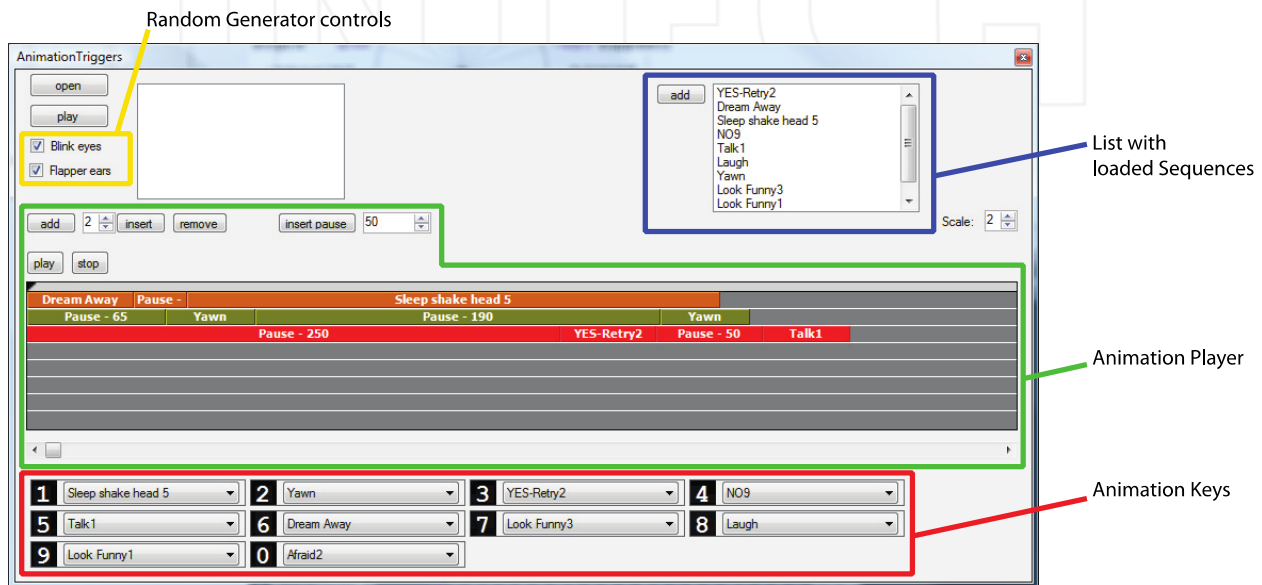 Random Generator controls
AnimationTriggers
open
play
Blink eyes
Flapper ears
add
YES-Retry2
Dream Away
Sleep shake head 5
NO9
Talk1
Laugh
Yawn
Look Funny3
Look Funny1
List with
loaded Sequences
add 2 insert remove insert pause 50 Scale: 2
play stop
Dream Away Pause - Sleep shake head 5
Pause - 65 Yawn Pause - 190 Yawn
Pause - 250 YES-Retry2 Pause - 50 Talk1
Animation Player
1 Sleep shake head 5 2 Yawn 3 YES-Retry2 4 NO9
Animation Keys
5 Talk1 6 Dream Away 7 Look Funny3 8 Laugh
9 Look Funny1 0 Afraid2